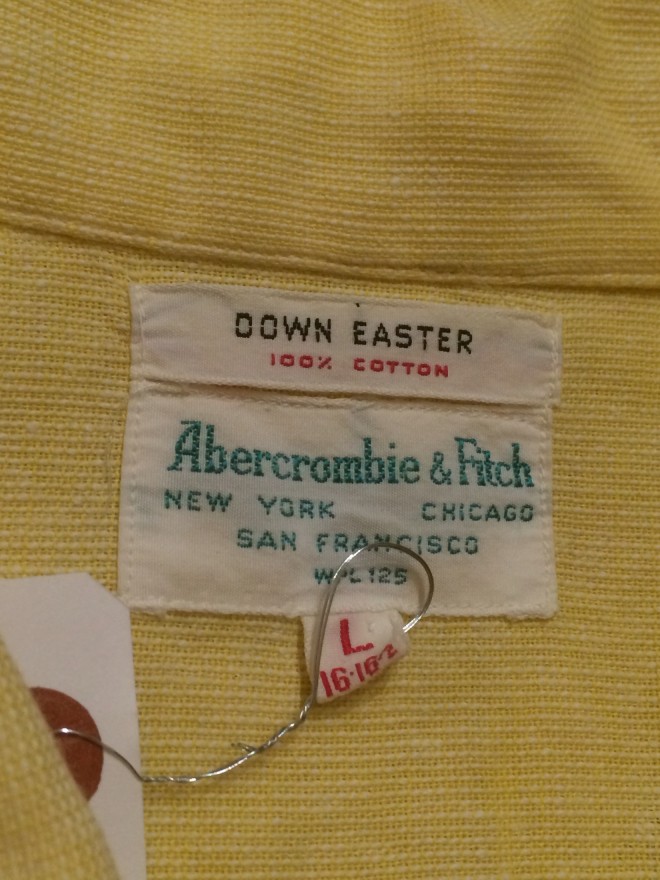 DOWN EASTER
100% COTTON
Abercrombie & Fitch
NEW YORK CHICAGO
SAN FRANCISCO
WPL 125
L
16·16½